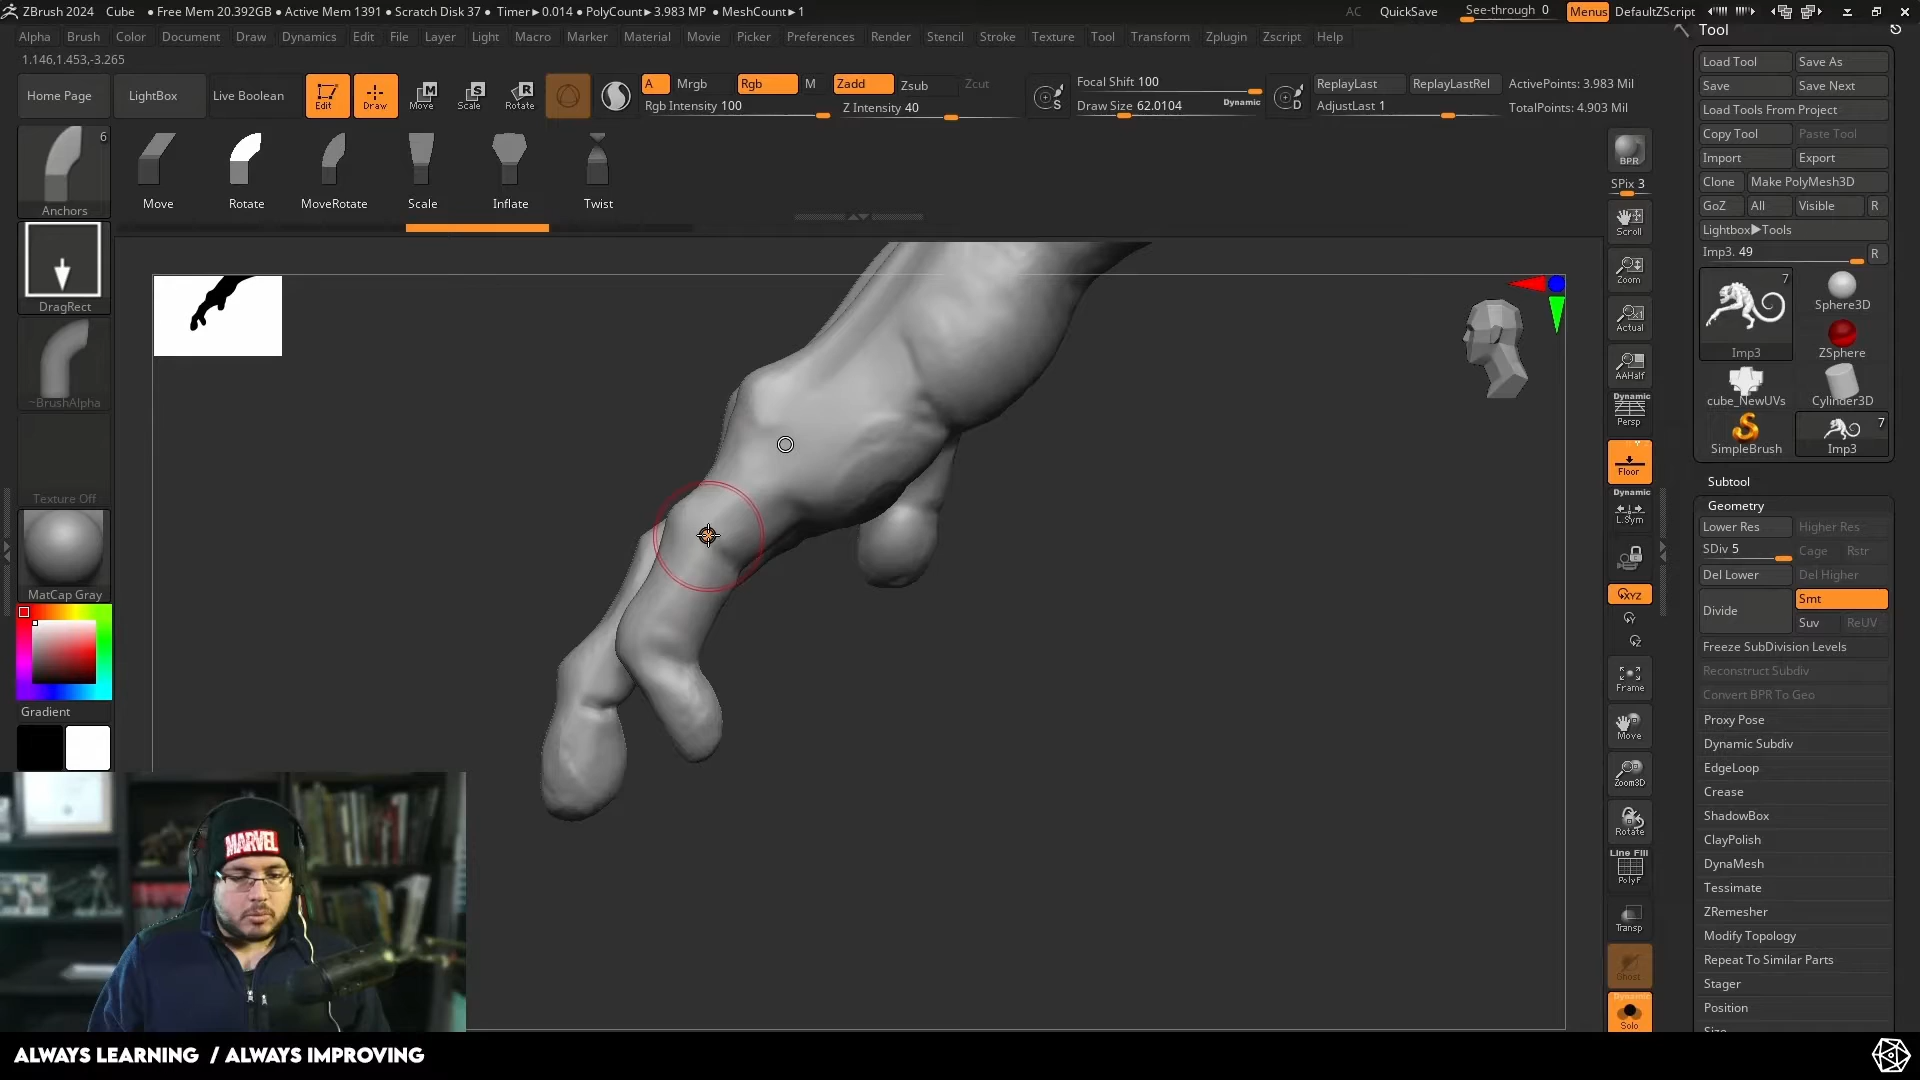 ZBrush 2024 Cube • Free Mem 20.392GB • Active Mem 1391 • Scratch Disk 37 • Timer▶0.014 • PolyCount▶3.983 MP • MeshCount▶1
AC QuickSave See-through 0 Menus DefaultZScript
Alpha Brush Color Document Draw Dynamics Edit File Layer Light Macro Marker Material Movie Picker Preferences Render Stencil Stroke Texture Tool Transform Zplugin Zscript Help
1.146,1.453,-3.265
Home Page LightBox Live Boolean Edit Draw Move Scale Rotate
A Mrgb Rgb M Zadd Zsub Zcut
Rgb Intensity 100 Z Intensity 40
S Focal Shift 100
Draw Size 62.0104 Dynamic
D ReplayLast ReplayLastRel ActivePoints: 3.983 Mil
AdjustLast 1 TotalPoints: 4.903 Mil
6
Anchors
Move Rotate MoveRotate Scale Inflate Twist
DragRect
~BrushAlpha
Texture Off
MatCap Gray
Gradient
BPR
SPix 3
Scroll
Zoom
Actual
AAHalf
Dynamic
Persp
Floor
Dynamic
L.Sym
XYZ
Y
Z
Frame
Move
Zoom3D
Rotate
Line Fill
PolyF
Transp
Ghost
Dynamic
Solo
Tool
Load Tool Save As
Save Save Next
Load Tools From Project
Copy Tool Paste Tool
Import Export
Clone Make PolyMesh3D
GoZ All Visible R
Lightbox▶Tools
Imp3. 49 R
7
Imp3
Sphere3D
ZSphere
cube_NewUVs Cylinder3D
SimpleBrush
7
Imp3
Subtool
Geometry
Lower Res Higher Res
SDiv 5 Cage Rstr
Del Lower Del Higher
Divide Smt
Suv ReUV
Freeze SubDivision Levels
Reconstruct Subdiv
Convert BPR To Geo
Proxy Pose
Dynamic Subdiv
EdgeLoop
Crease
ShadowBox
ClayPolish
DynaMesh
Tessimate
ZRemesher
Modify Topology
Repeat To Similar Parts
Stager
Position
Size
MARVEL
ALWAYS LEARNING / ALWAYS IMPROVING